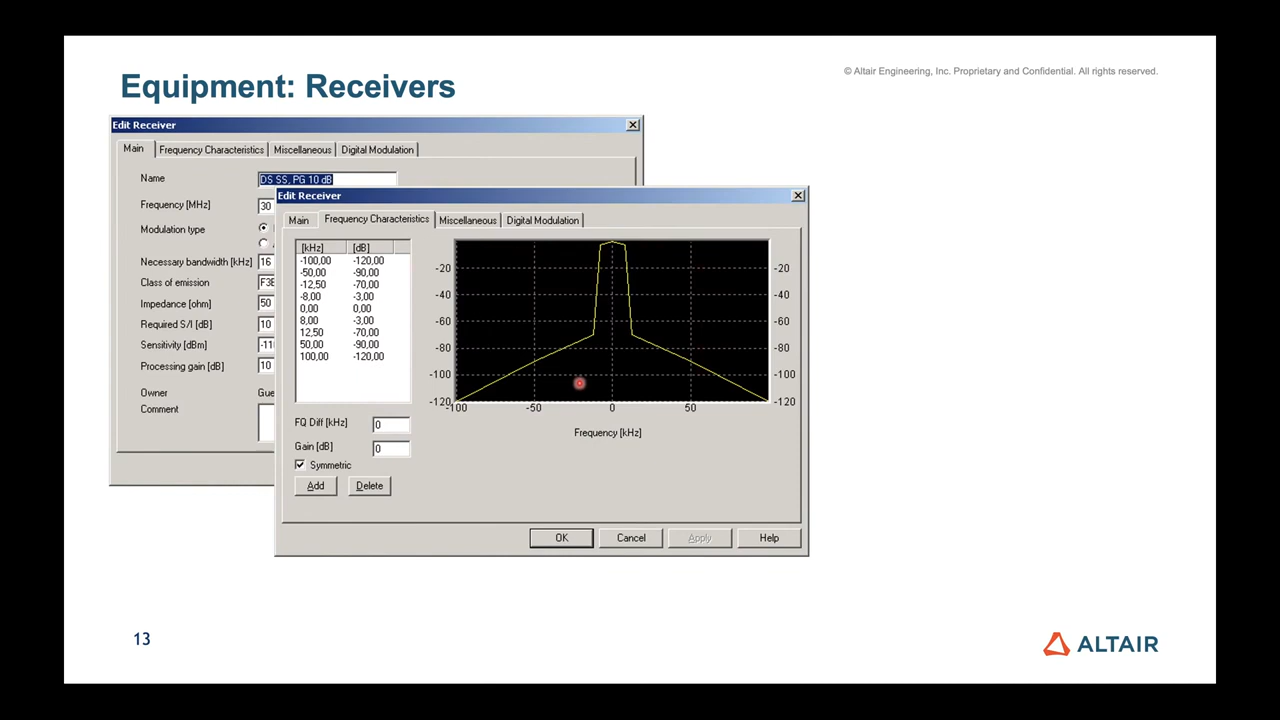 © Altair Engineering, Inc. Proprietary and Confidential. All rights reserved.
Equipment: Receivers
Edit Receiver
Main Frequency Characteristics Miscellaneous Digital Modulation
Name DS SS, PG 10 dB
Frequency [MHz] 30
Modulation type
Necessary bandwidth [kHz] 16
Class of emission
Impedance [ohm] 50
Required S/I [dB] 10
Sensitivity [dBm]
Processing gain [dB] 10
Owner
Comment
Edit Receiver
Main Frequency Characteristics Miscellaneous Digital Modulation
[kHz] [dB]
-100,00 -120,00
-50,00 -90,00
-12,50 -70,00
-8,00 -3,00
0,00 0,00
8,00 -3,00
12,50 -70,00
50,00 -90,00
100,00 -120,00
FQ Diff [kHz] 0
Gain [dB] 0
Symmetric
Add Delete
-20 -20
-40 -40
-60 -60
-80 -80
-100 -100
-120 -120
-100 -50 0 50
Frequency [kHz]
OK Cancel Apply Help
13
ALTAIR